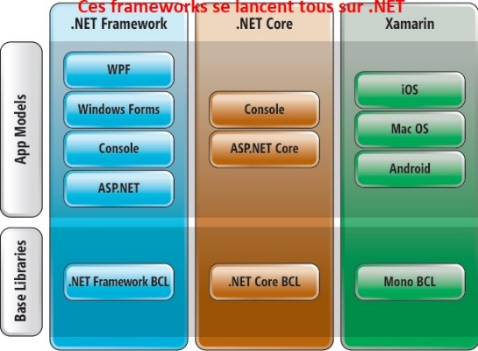 Ces frameworks se lancent tous sur .NET
.NET Framework
.NET Core
Xamarin
App Models
WPF
Windows Forms
Console
ASP.NET
Console
ASP.NET Core
iOS
Mac OS
Android
Base Libraries
.NET Framework BCL
.NET Core BCL
Mono BCL